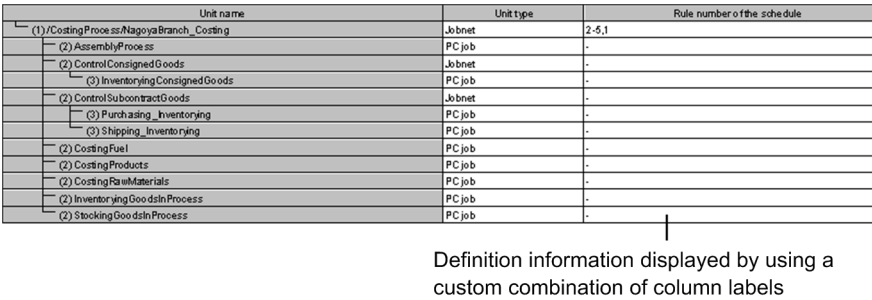 Unit name Unit type Rule number of the schedule
(1)/CostingProcess/NagoyaBranch_Costing Jobnet 2-5,1
(2) AssemblyProcess PC job -
(2) ControlConsignedGoods Jobnet -
(3) InventoryingConsignedGoods PC job -
(2) ControlSubcontractGoods Jobnet -
(3) Purchasing_Inventorying PC job -
(3) Shipping_Inventorying PC job -
(2) CostingFuel PC job -
(2) CostingProducts PC job -
(2) CostingRawMaterials PC job -
(2) InventoryingGoodsInProcess PC job -
(2) StockingGoodsInProcess PC job -
Definition information displayed by using a
custom combination of column labels